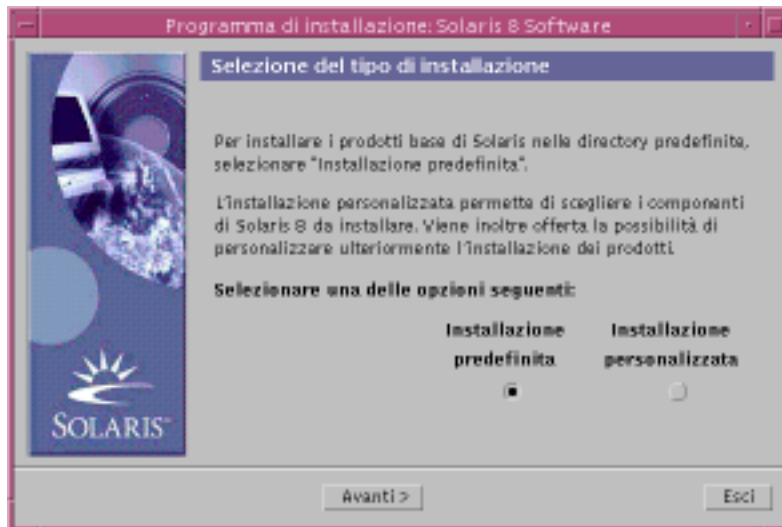 Programma di installazione: Solaris 8 Software
Selezione del tipo di installazione
Per installare i prodotti base di Solaris nelle directory predefinite,
selezionare "Installazione predefinita".
L'installazione personalizzata permette di scegliere i componenti
di Solaris 8 da installare. Viene inoltre offerta la possibilità di
personalizzare ulteriormente l'installazione dei prodotti.
Selezionare una delle opzioni seguenti:
Installazione predefinita
Installazione personalizzata
SOLARIS™
Avanti >
Esci